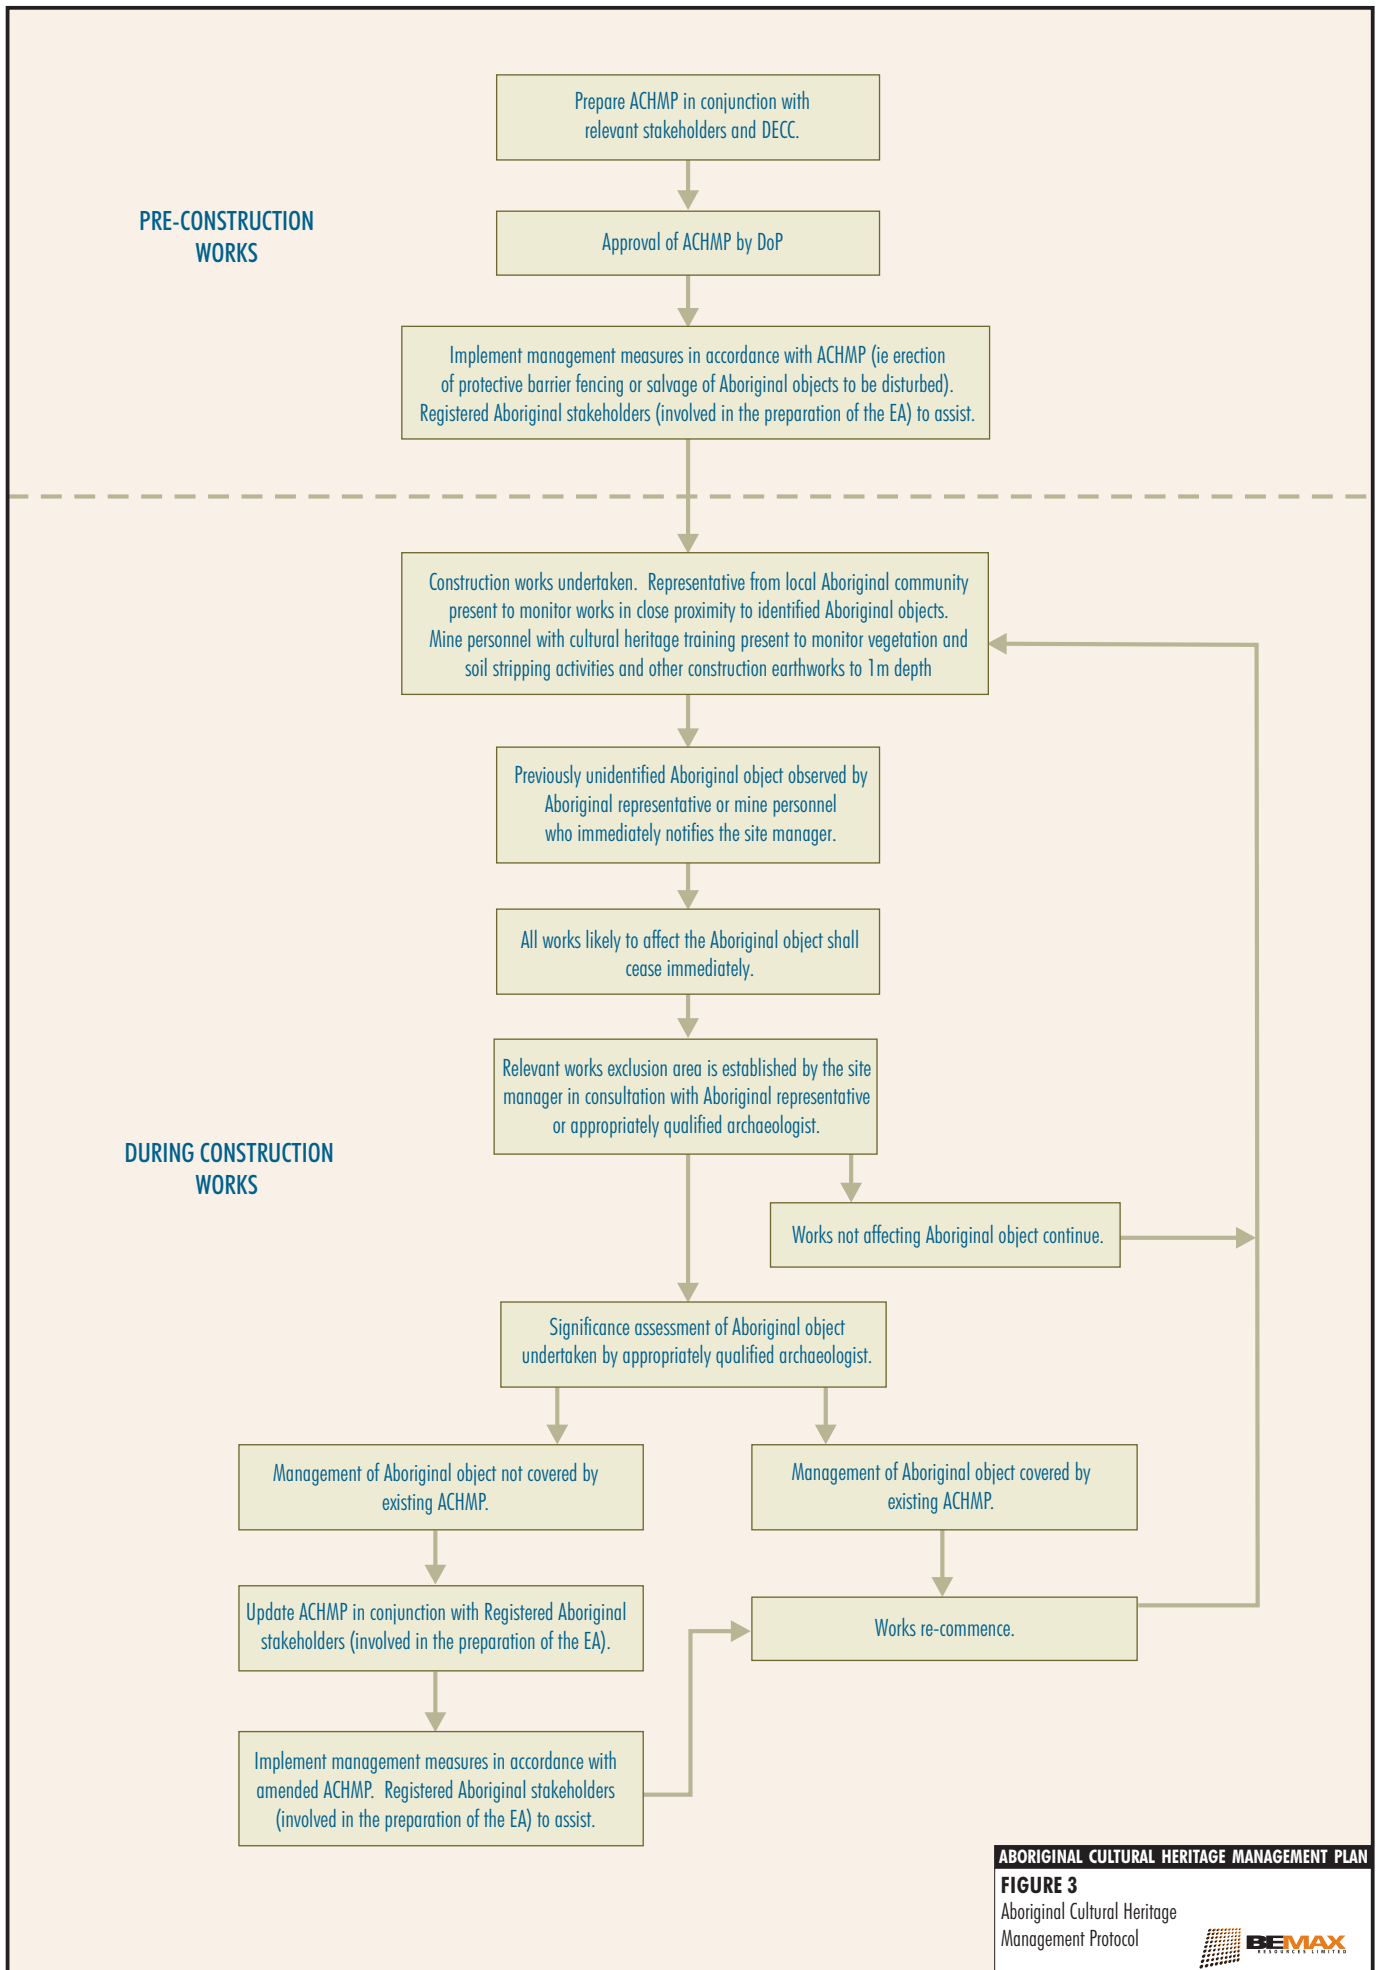 Prepare ACHMP in conjunction with
relevant stakeholders and DECC.
PRE-CONSTRUCTION
WORKS
Approval of ACHMP by DoP
Implement management measures in accordance with ACHMP (ie erection
of protective barrier fencing or salvage of Aboriginal objects to be disturbed).
Registered Aboriginal stakeholders (involved in the preparation of the EA) to assist.
Construction works undertaken. Representative from local Aboriginal community
present to monitor works in close proximity to identified Aboriginal objects.
Mine personnel with cultural heritage training present to monitor vegetation and
soil stripping activities and other construction earthworks to 1m depth
Previously unidentified Aboriginal object observed by
Aboriginal representative or mine personnel
who immediately notifies the site manager.
All works likely to affect the Aboriginal object shall
cease immediately.
Relevant works exclusion area is established by the site
manager in consultation with Aboriginal representative
or appropriately qualified archaeologist.
DURING CONSTRUCTION
WORKS
Works not affecting Aboriginal object continue.
Significance assessment of Aboriginal object
undertaken by appropriately qualified archaeologist.
Management of Aboriginal object not covered by
existing ACHMP.
Management of Aboriginal object covered by
existing ACHMP.
Update ACHMP in conjunction with Registered Aboriginal
stakeholders (involved in the preparation of the EA).
Works re-commence.
Implement management measures in accordance with
amended ACHMP. Registered Aboriginal stakeholders
(involved in the preparation of the EA) to assist.
ABORIGINAL CULTURAL HERITAGE MANAGEMENT PLAN
FIGURE 3
Aboriginal Cultural Heritage
Management Protocol
BEMAX
RESOURCES LIMITED